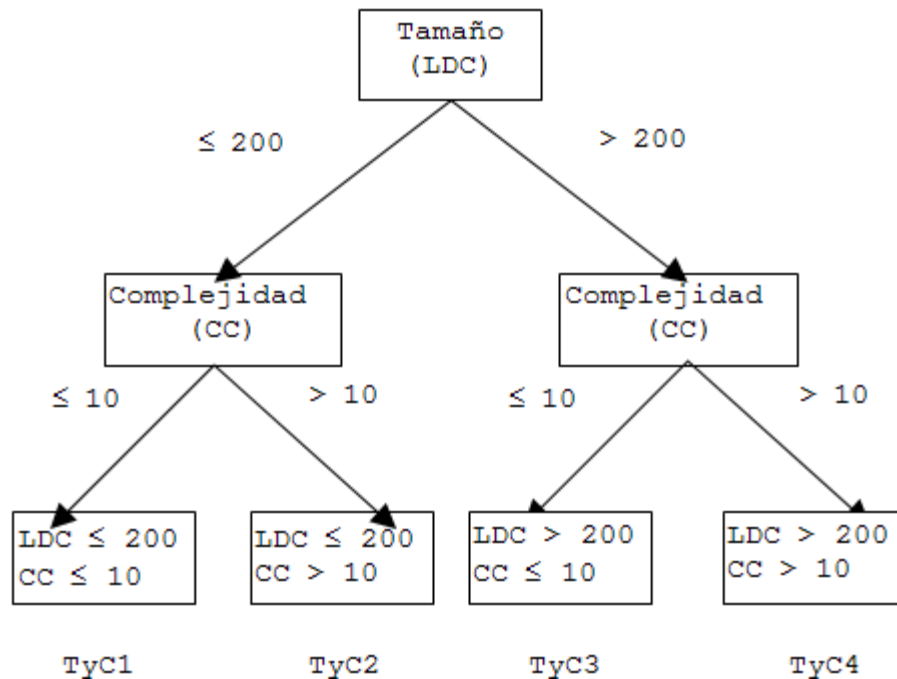 Tamaño
(LDC)
≤ 200
> 200
Complejidad
(CC)
Complejidad
(CC)
≤ 10
> 10
≤ 10
> 10
LDC ≤ 200
CC ≤ 10
LDC ≤ 200
CC > 10
LDC > 200
CC ≤ 10
LDC > 200
CC > 10
TyC1
TyC2
TyC3
TyC4